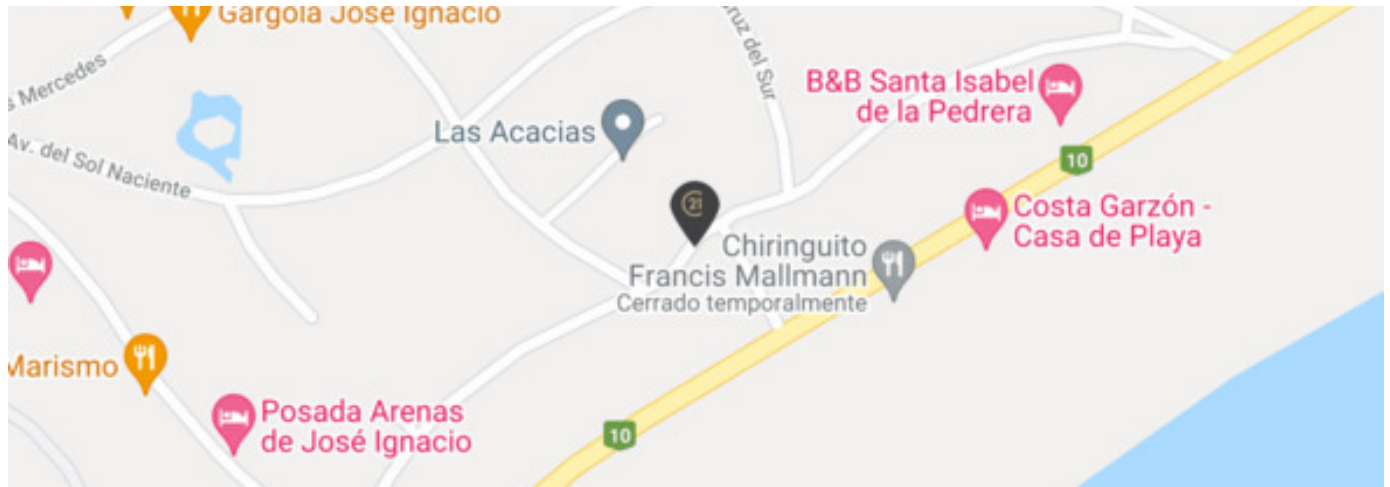 Gargola José Ignacio
ruz del Sur
s Mercedes
B&B Santa Isabel
de la Pedrera
Las Acacias
Av. del Sol Naciente
10
21
Costa Garzón -
Casa de Playa
Chiringuito
Francis Mallmann
Cerrado temporalmente
Marismo
Posada Arenas
de José Ignacio
10